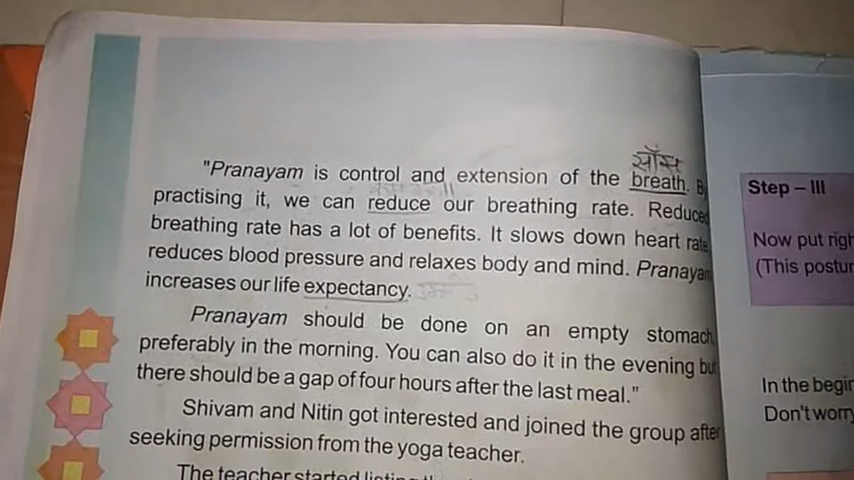 साँस
"Pranayam is control and extension of the breath. By
practising it, we can reduce our breathing rate. Reduced
breathing rate has a lot of benefits. It slows down heart rate
reduces blood pressure and relaxes body and mind. Pranayam
increases our life expectancy.
Pranayam should be done on an empty stomach
preferably in the morning. You can also do it in the evening but
there should be a gap of four hours after the last meal."
Shivam and Nitin got interested and joined the group after
seeking permission from the yoga teacher.
The teacher started
Step – III
Now put
(This
In the
Don't worry